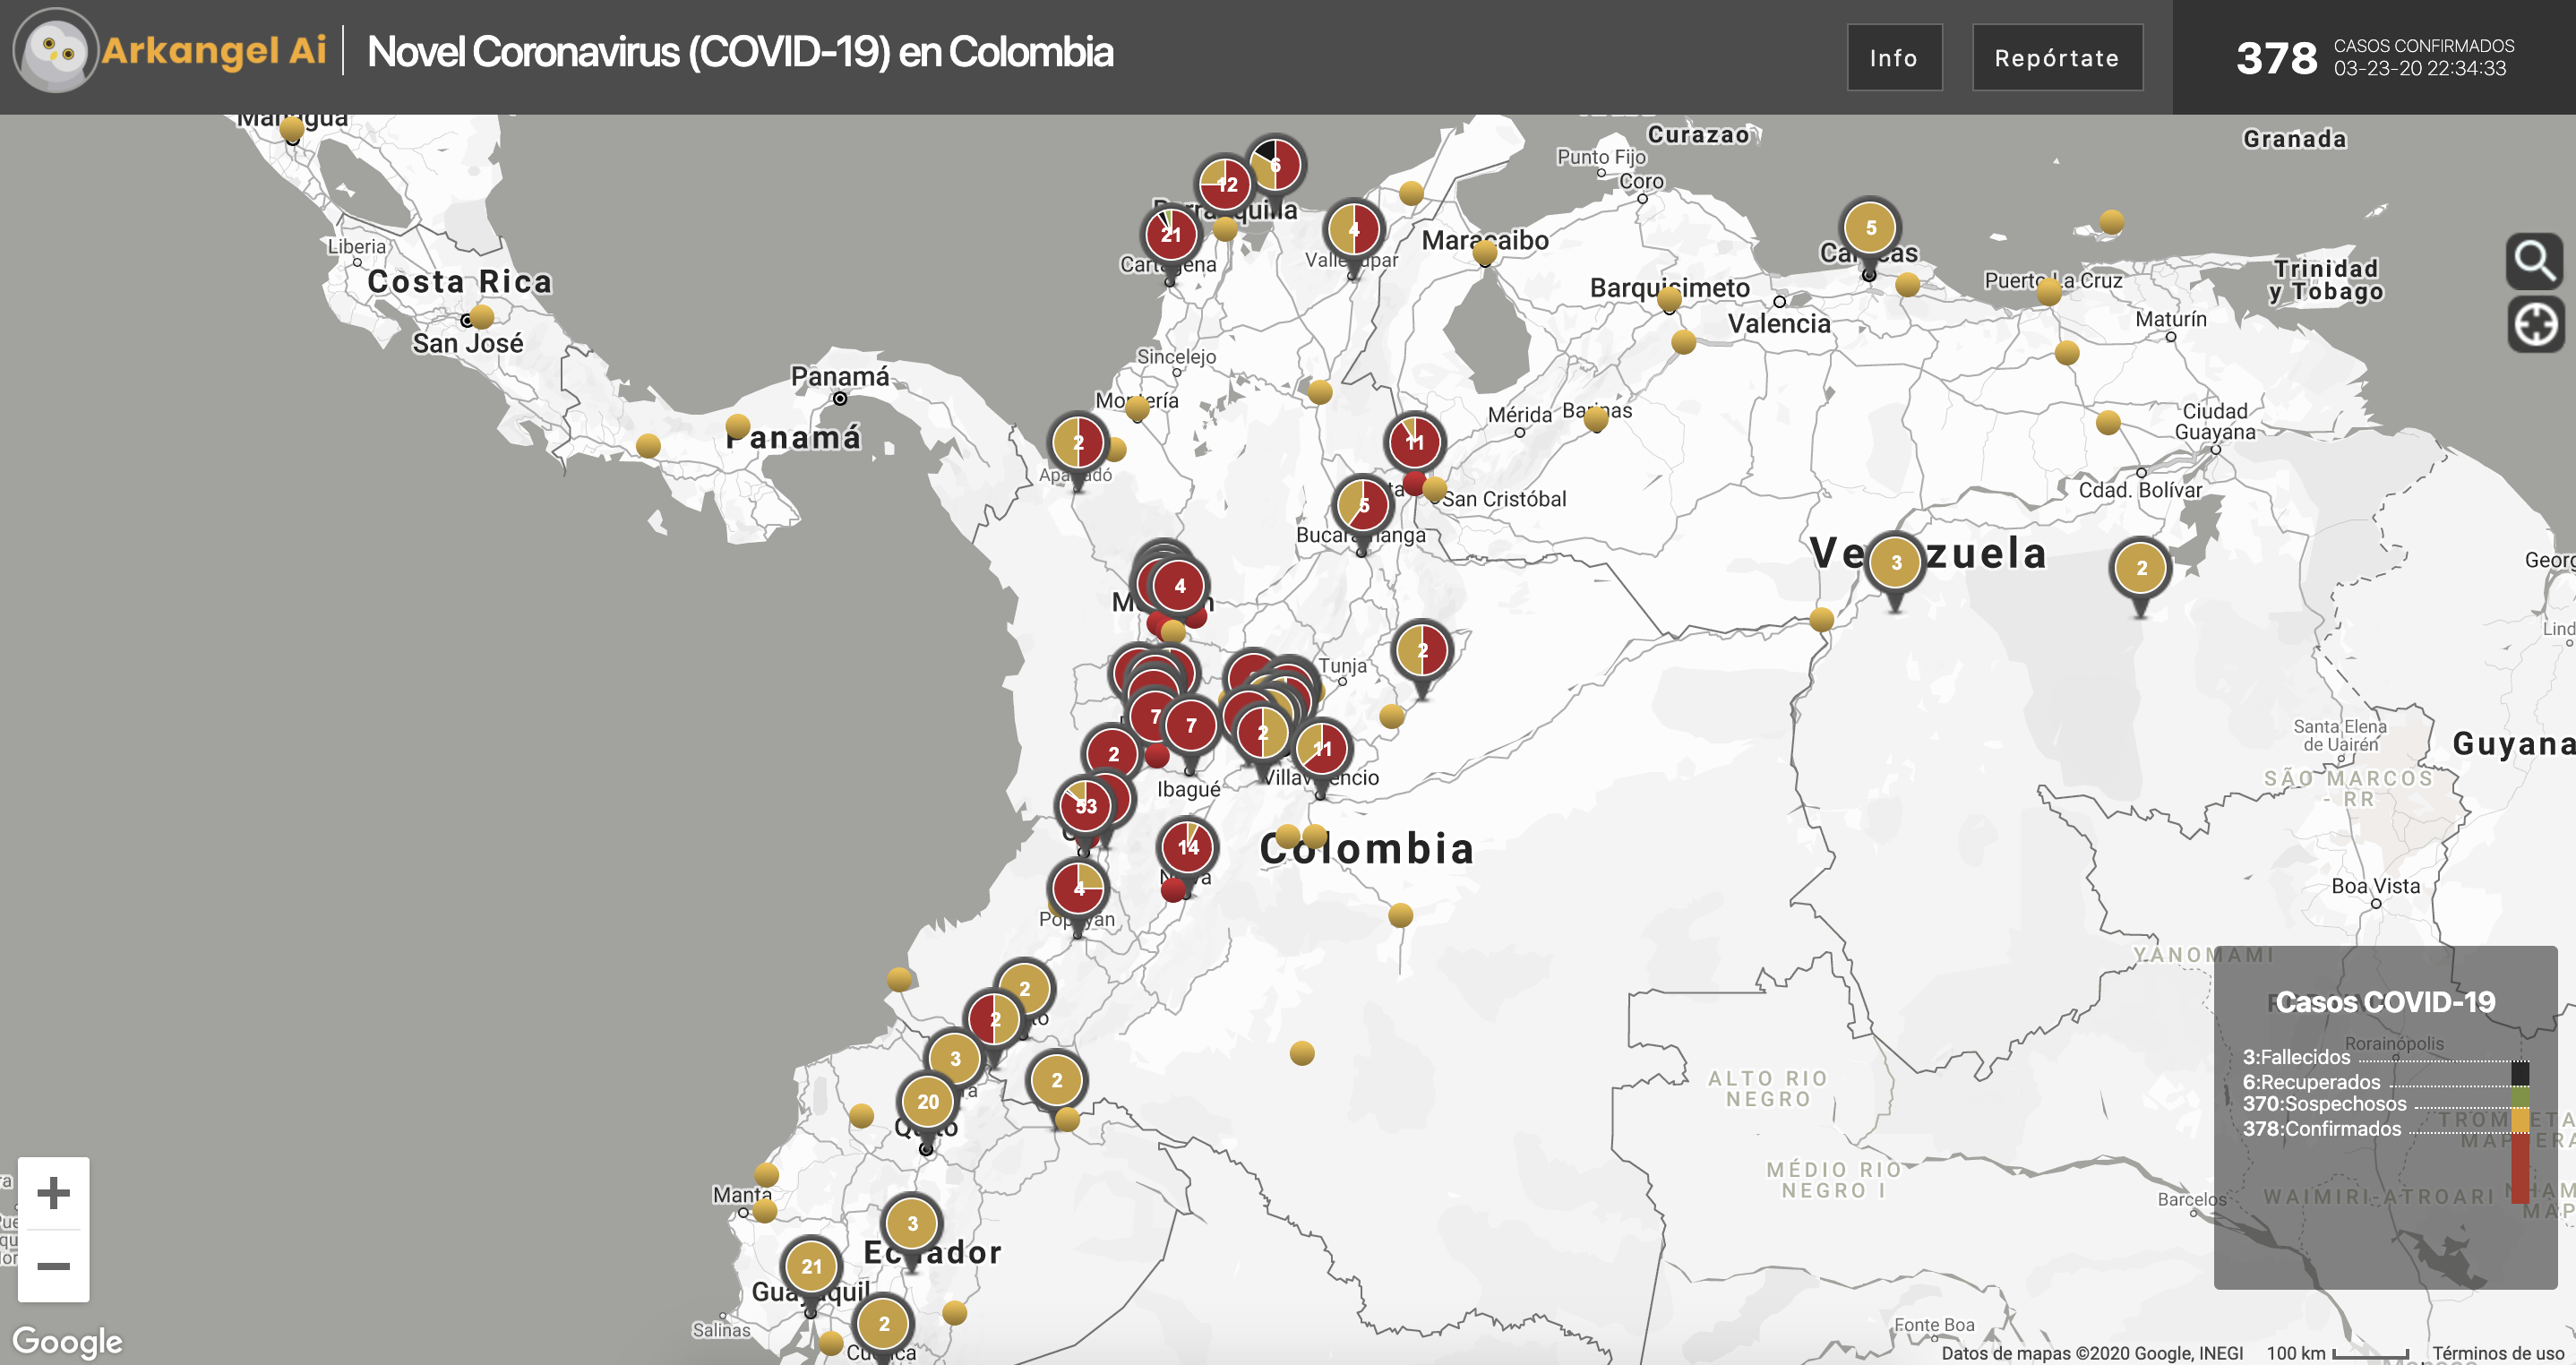 Arkangel Ai
Novel Coronavirus (COVID-19) en Colombia
Info
Repórtate
378
CASOS CONFIRMADOS
03-23-20 22:34:33
Managua
Curazao
Granada
Punto Fijo
Coro
6
12
Barranquilla
21
Cartagena
4
Valledupar
Maracaibo
5
Caracas
Liberia
Costa Rica
San José
Barquisimeto
Valencia
Puerto La Cruz
Trinidad
y Tobago
Maturín
Sincelejo
Panamá
Montería
Panamá
2
Apartadó
11
Mérida
Barinas
Ciudad
Guayana
San Cristóbal
Cdad. Bolívar
5
Bucaramanga
Venezuela
3
2
Georg
4
Medellín
Lind
Tunja
2
7
7
2
2
11
Villavicencio
Ibagué
Santa Elena
de Uairén
Guyana
SÃO MARCOS
- RR
53
14
Neiva
Colombia
4
Popayán
Boa Vista
YANOMAMI
2
2
3
2
20
Quito
ALTO RIO
NEGRO
Casos COVID-19
Rorainópolis
3:Fallecidos
6:Recuperados
370:Sospechosos
378:Confirmados
MÉDIO RIO
NEGRO I
Barcelos
WAIMIRI-ATROARI
Manta
3
Ecuador
21
Guayaquil
2
Cuenca
Salinas
Fonte Boa
+
−
Google
Datos de mapas ©2020 Google, INEGI
100 km
Términos de uso